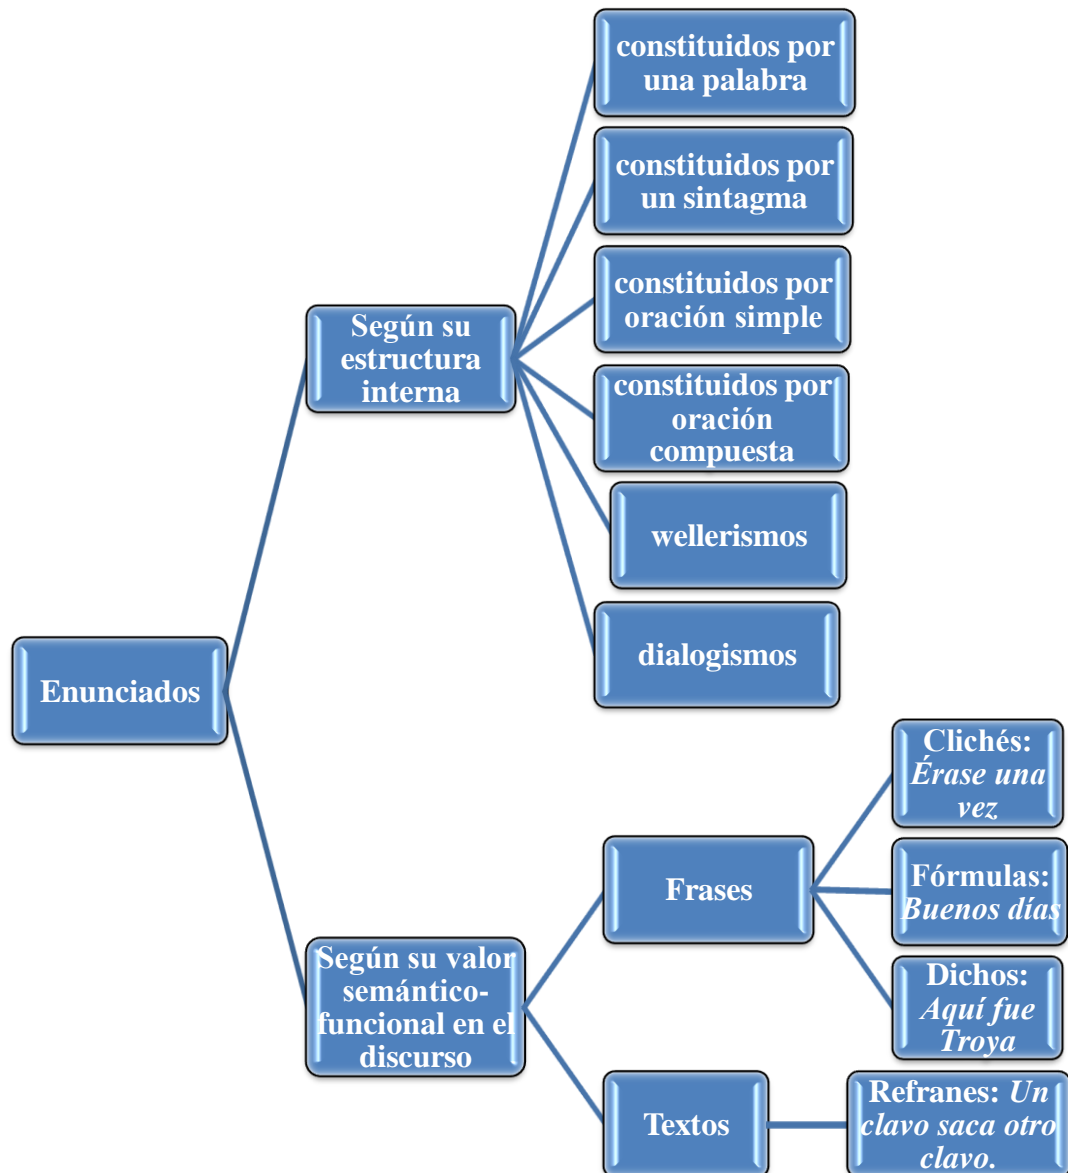 constituidos por
una palabra
constituidos por
un sintagma
constituidos por
oración simple
Según su
estructura
interna
constituidos por
oración
compuesta
wellerismos
dialogismos
Enunciados
Clichés:
Érase una
vez
Frases
Fórmulas:
Buenos días
Según su valor
semántico-
funcional en el
discurso
Dichos:
Aquí fue
Troya
Textos
Refranes: Un
clavo saca otro
clavo.